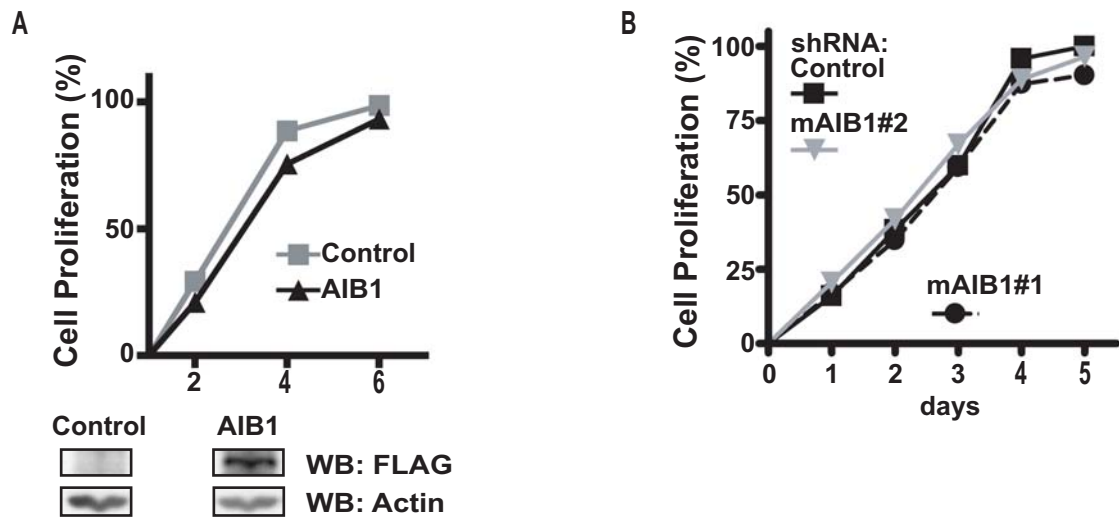 A
Cell Proliferation (%)
100
50
0
Control
AIB1
2 4 6
Control AIB1
WB: FLAG
WB: Actin
B
Cell Proliferation (%)
100
75
50
25
0
shRNA:
Control
mAIB1#2
mAIB1#1
0 1 2 3 4 5
days